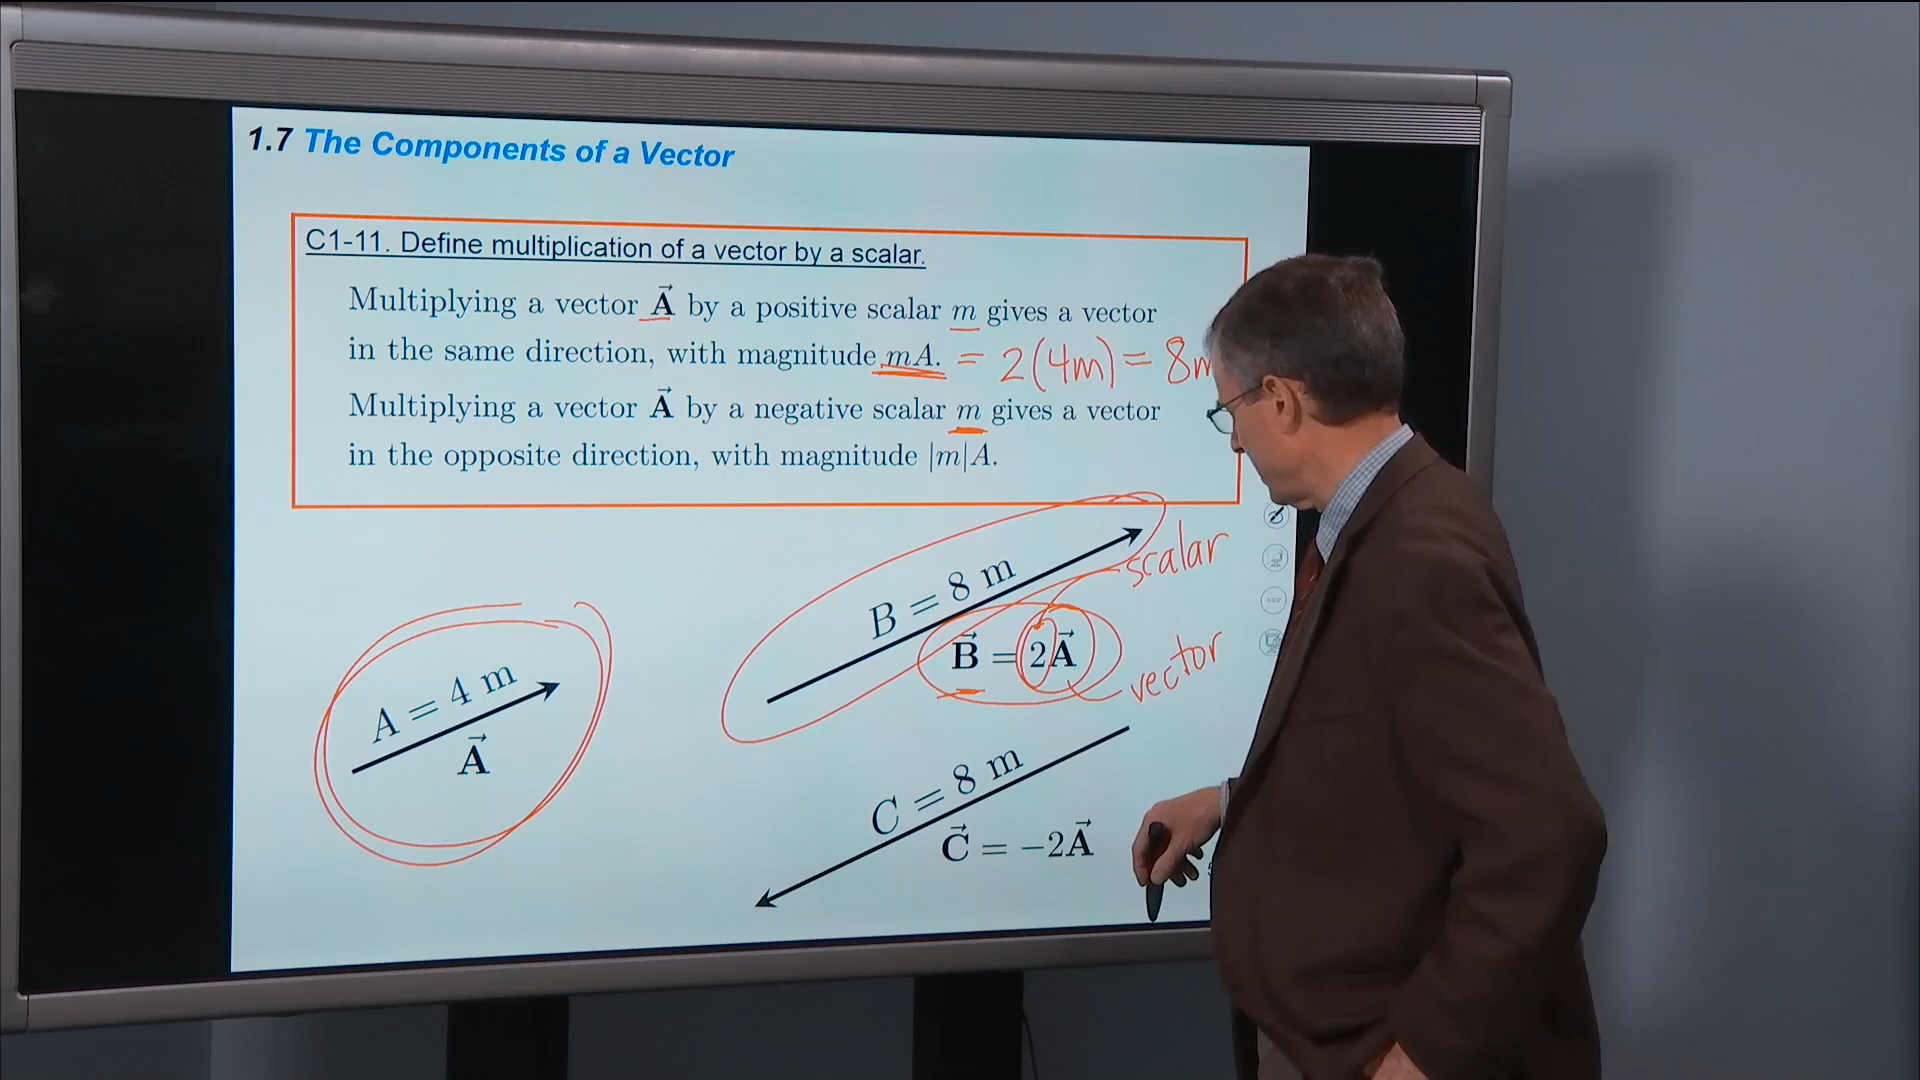 1.7 The Components of a Vector
C1-11. Define multiplication of a vector by a scalar.
Multiplying a vector A⃗ by a positive scalar m gives a vector
in the same direction, with magnitude mA. = 2(4m) = 8m
Multiplying a vector A⃗ by a negative scalar m gives a vector
in the opposite direction, with magnitude |m|A.
A = 4 m
A⃗
B = 8 m
scalar
B⃗ = 2A⃗
vector
C = 8 m
C⃗ = −2A⃗